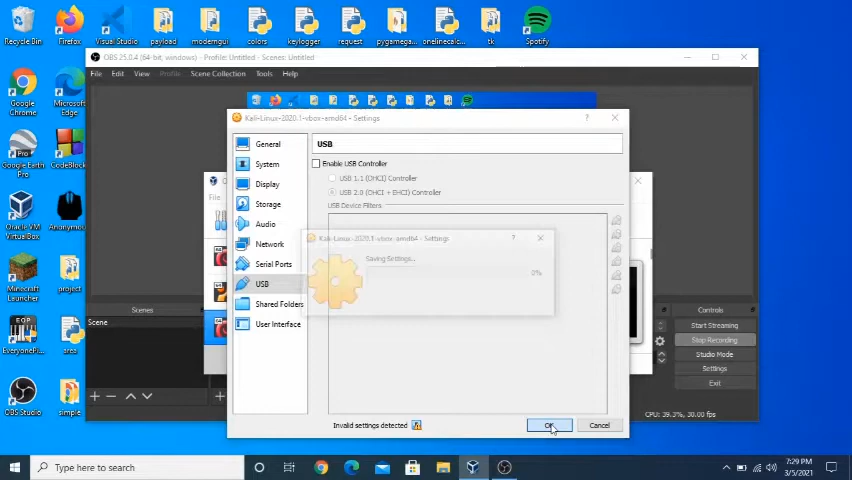 Recycle Bin
Firefox
Visual Studio
payload
modemgui
colors
keylogger
request
pygamega...
onelinecalc...
tk
Spotify
OBS 25.0.4 (64-bit, windows) - Profile: Untitled - Scenes: Untitled
File Edit View Profile Scene Collection Tools Help
Google Chrome
Microsoft Edge
Google Earth Pro
CodeBlocks
Oracle VM VirtualBox
Anonymou...
Minecraft Launcher
project
EOP
EveryonePi...
area
OBS Studio
simple
File
Kali-Linux-2020.1-vbox-amd64 - Settings
General
System
Display
Storage
Audio
Network
Serial Ports
USB
Shared Folders
User Interface
USB
Enable USB Controller
USB 1.1 (OHCI) Controller
USB 2.0 (OHCI + EHCI) Controller
USB Device Filters
Kali-Linux-2020.1-vbox-amd64 - Settings
Saving Settings...
0%
Invalid settings detected
OK
Cancel
Scenes
Scene
Controls
Start Streaming
Stop Recording
Studio Mode
Settings
Exit
CPU: 39.3%, 30.00 fps
Type here to search
7:29 PM
3/5/2021